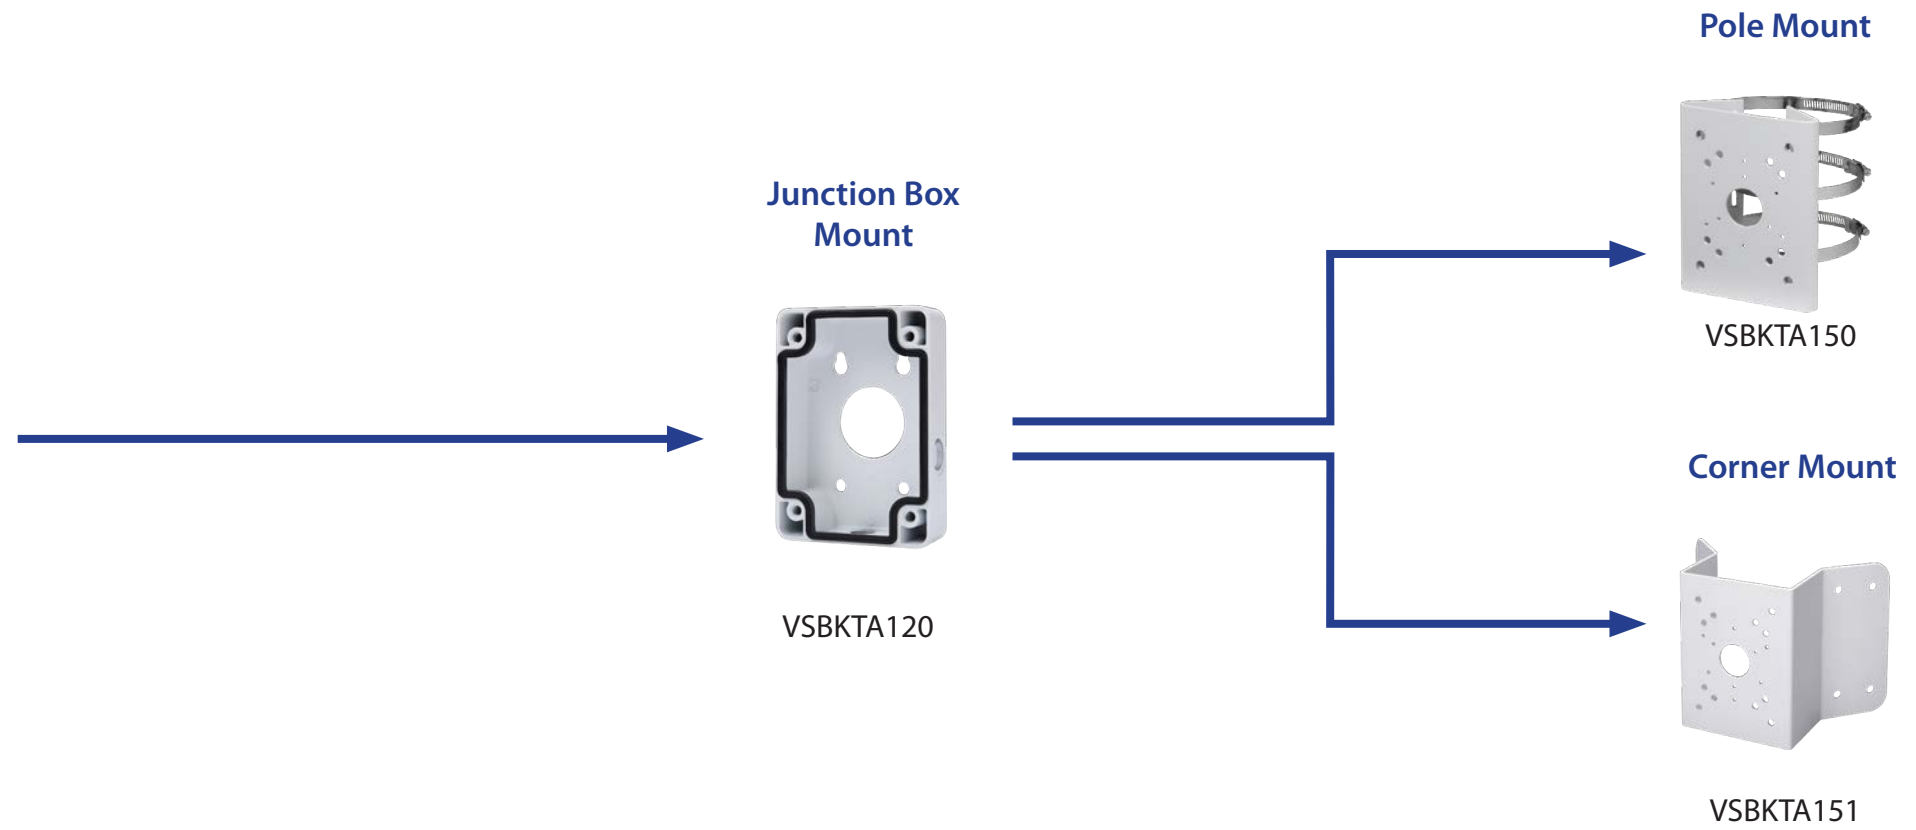 Pole Mount
VSBKTA150
Junction Box
Mount
VSBKTA120
Corner Mount
VSBKTA151